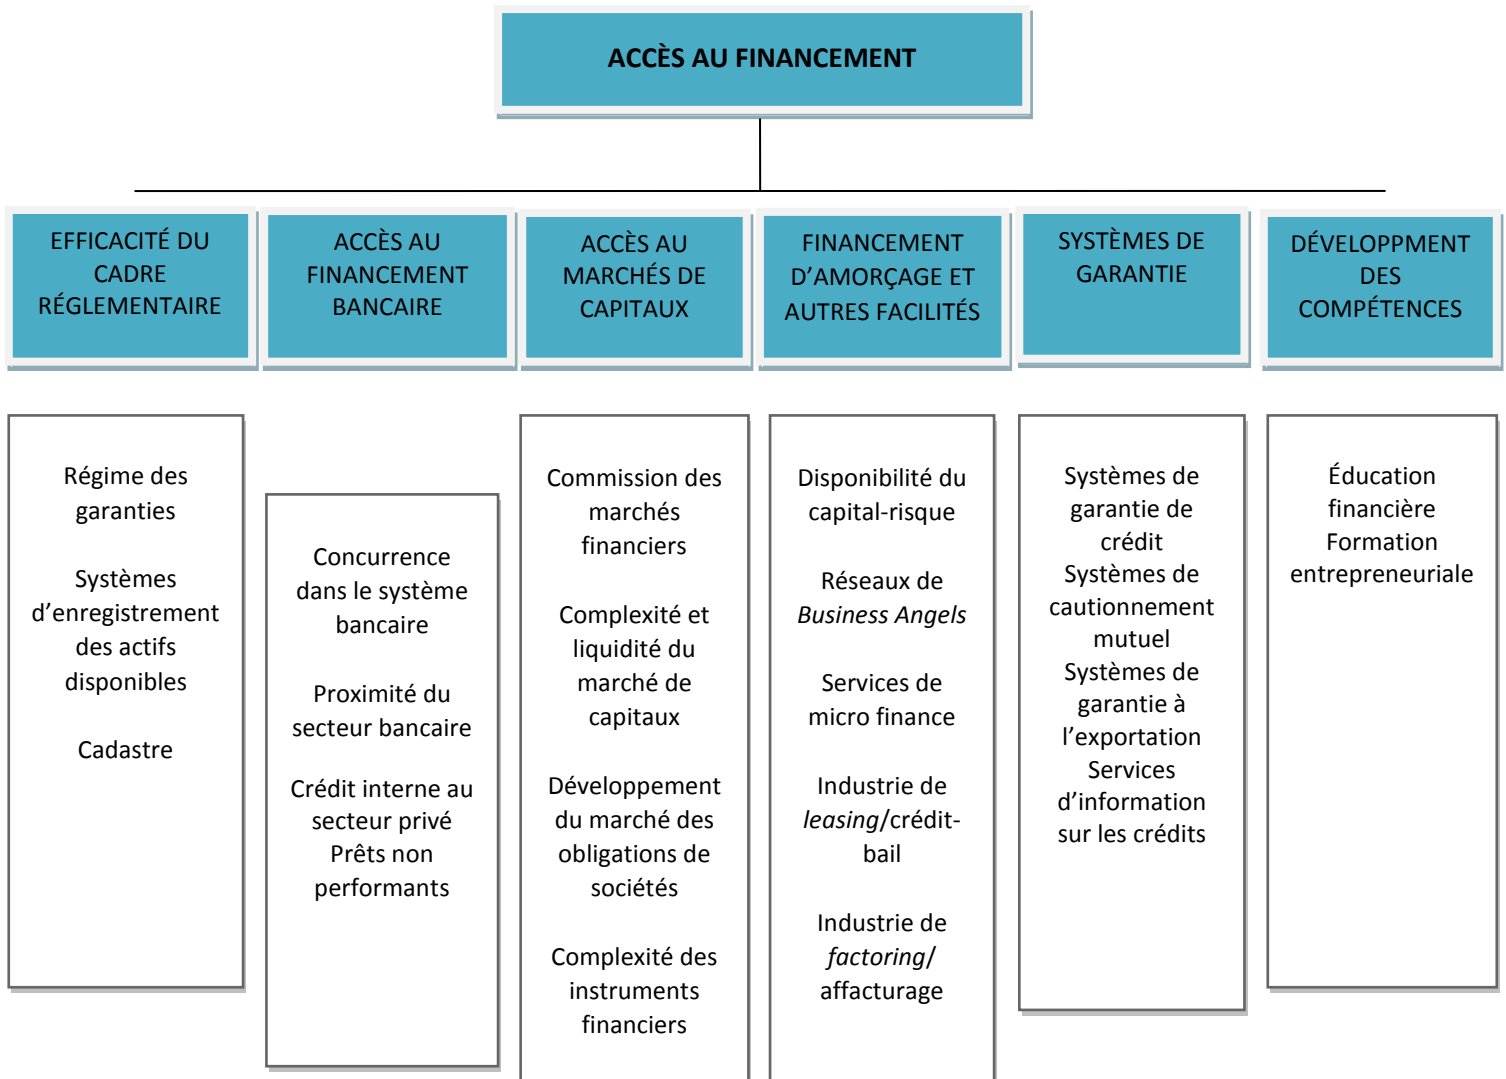 ACCÈS AU FINANCEMENT
EFFICACITÉ DU
CADRE
RÉGLEMENTAIRE
ACCÈS AU
FINANCEMENT
BANCAIRE
ACCÈS AU
MARCHÉS DE
CAPITAUX
FINANCEMENT
D’AMORÇAGE ET
AUTRES FACILITÉS
SYSTÈMES DE
GARANTIE
DÉVELOPPMENT
DES
COMPÉTENCES
Régime des
garanties
Systèmes
d’enregistrement
des actifs
disponibles
Cadastre
Concurrence
dans le système
bancaire
Proximité du
secteur bancaire
Crédit interne au
secteur privé
Prêts non
performants
Commission des
marchés
financiers
Complexité et
liquidité du
marché de
capitaux
Développement
du marché des
obligations de
sociétés
Complexité des
instruments
financiers
Disponibilité du
capital-risque
Réseaux de
Business Angels
Services de
micro finance
Industrie de
leasing/crédit-
bail
Industrie de
factoring/
affacturage
Systèmes de
garantie de
crédit
Systèmes de
cautionnement
mutuel
Systèmes de
garantie à
l’exportation
Services
d’information
sur les crédits
Éducation
financière
Formation
entrepreneuriale